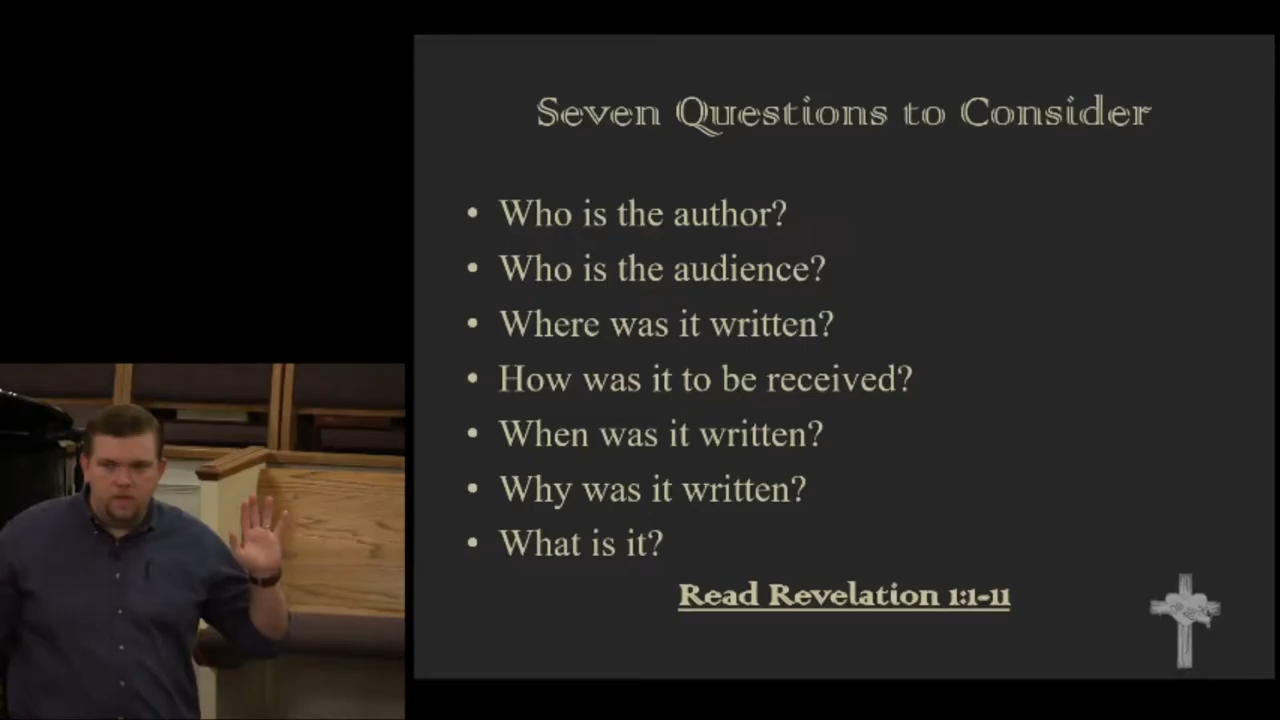 Seven Questions to Consider
• Who is the author?
• Who is the audience?
• Where was it written?
• How was it to be received?
• When was it written?
• Why was it written?
• What is it?
Read Revelation 1:1-11